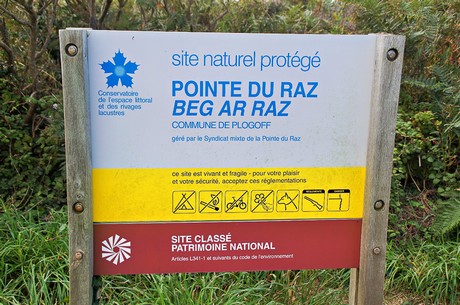 site naturel protégé
Conservatoire
de l'espace littoral
et des rivages
lacustres
POINTE DU RAZ
BEG AR RAZ
COMMUNE DE PLOGOFF
géré par le Syndicat mixte de la Pointe du Raz
ce site est vivant et fragile - pour votre plaisir
et votre sécurité, acceptez ces réglementations
SITE CLASSÉ
PATRIMOINE NATIONAL
Articles L341-1 et suivants du code de l'environnement